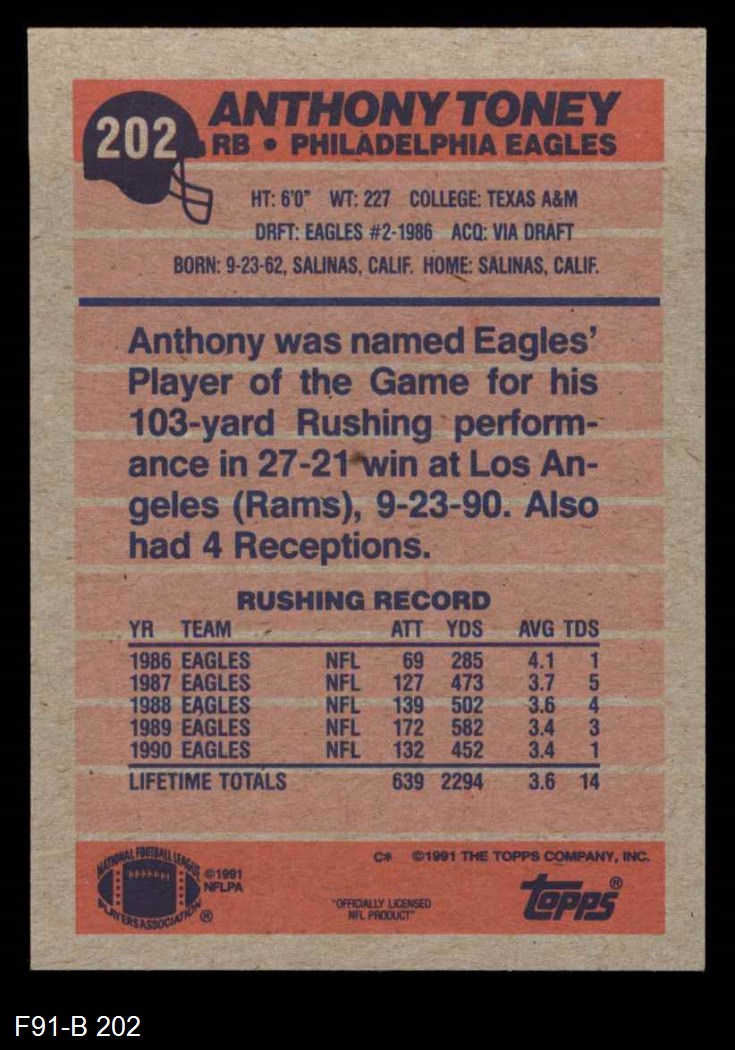 202
ANTHONY TONEY
RB • PHILADELPHIA EAGLES
HT: 6'0" WT: 227 COLLEGE: TEXAS A&M
DRFT: EAGLES #2-1986 ACQ: VIA DRAFT
BORN: 9-23-62, SALINAS, CALIF. HOME: SALINAS, CALIF.
Anthony was named Eagles'
Player of the Game for his
103-yard Rushing perform-
ance in 27-21 win at Los An-
geles (Rams), 9-23-90. Also
had 4 Receptions.
RUSHING RECORD
YR TEAM ATT YDS AVG TDS
1986 EAGLES NFL 69 285 4.1 1
1987 EAGLES NFL 127 473 3.7 5
1988 EAGLES NFL 139 502 3.6 4
1989 EAGLES NFL 172 582 3.4 3
1990 EAGLES NFL 132 452 3.4 1
LIFETIME TOTALS 639 2294 3.6 14
NATIONAL FOOTBALL LEAGUE
PLAYERS ASSOCIATION ®
©1991
NFLPA
C* ©1991 THE TOPPS COMPANY, INC.
"OFFICIALLY LICENSED
NFL PRODUCT"
Topps®
F91-B 202